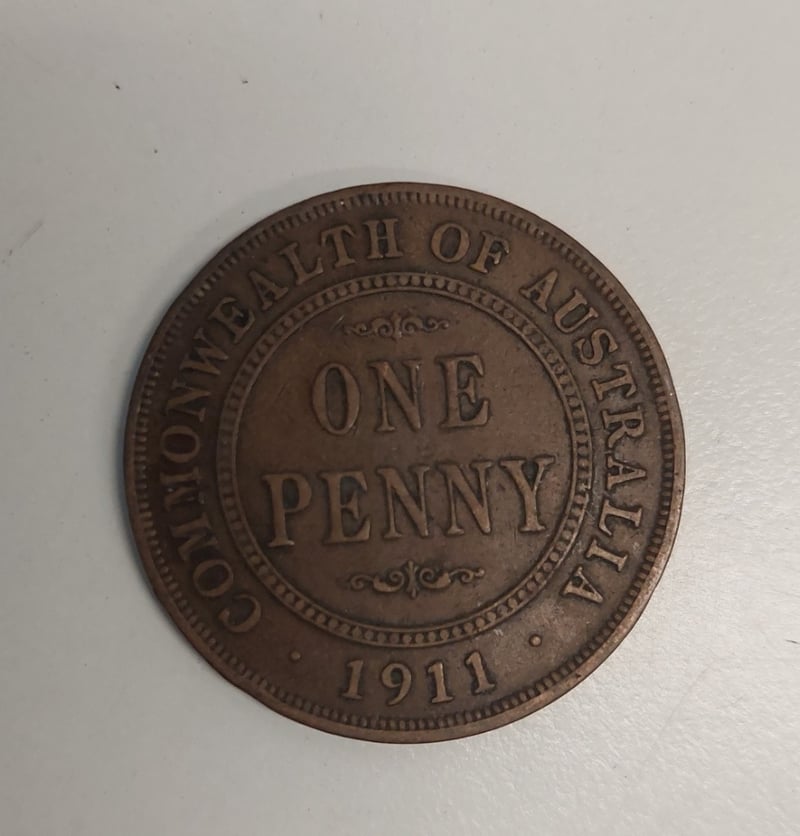 COMMONWEALTH OF AUSTRALIA
ONE
PENNY
· 1911 ·